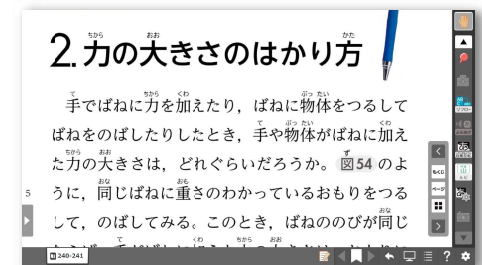 2. 力の大きさのはかり方
手でばねに力を加えたり，ばねに物体をつるして
ばねをのばしたりしたとき，手や物体がばねに加え
た力の大きさは，どれぐらいだろうか。図54 のよ
うに，同じばねに重さのわかっているおもりをつる
5
して，のばしてみる。このとき，ばねののびが同じ
もくじ
ページ
240-241